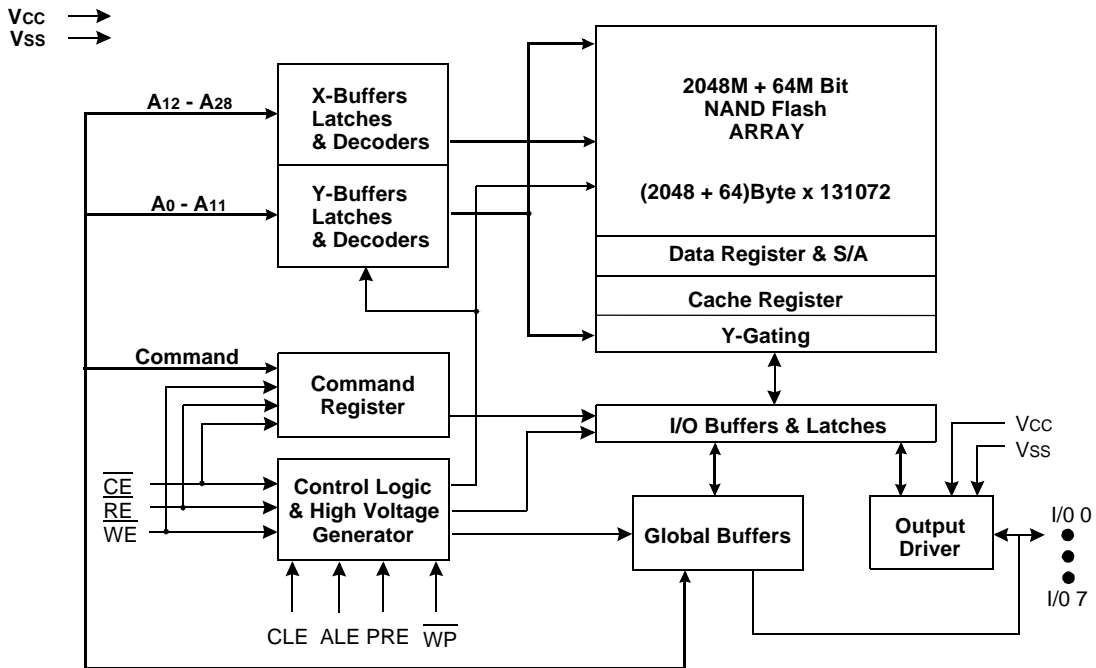 VCC
VSS
A12 - A28
X-Buffers
Latches
& Decoders
2048M + 64M Bit
NAND Flash
ARRAY
(2048 + 64)Byte x 131072
A0 - A11
Y-Buffers
Latches
& Decoders
Data Register & S/A
Cache Register
Y-Gating
Command
Command
Register
I/O Buffers & Latches
VCC
VSS
CE
RE
WE
Control Logic
& High Voltage
Generator
Global Buffers
Output
Driver
I/0 0
I/0 7
CLE
ALE
PRE
WP